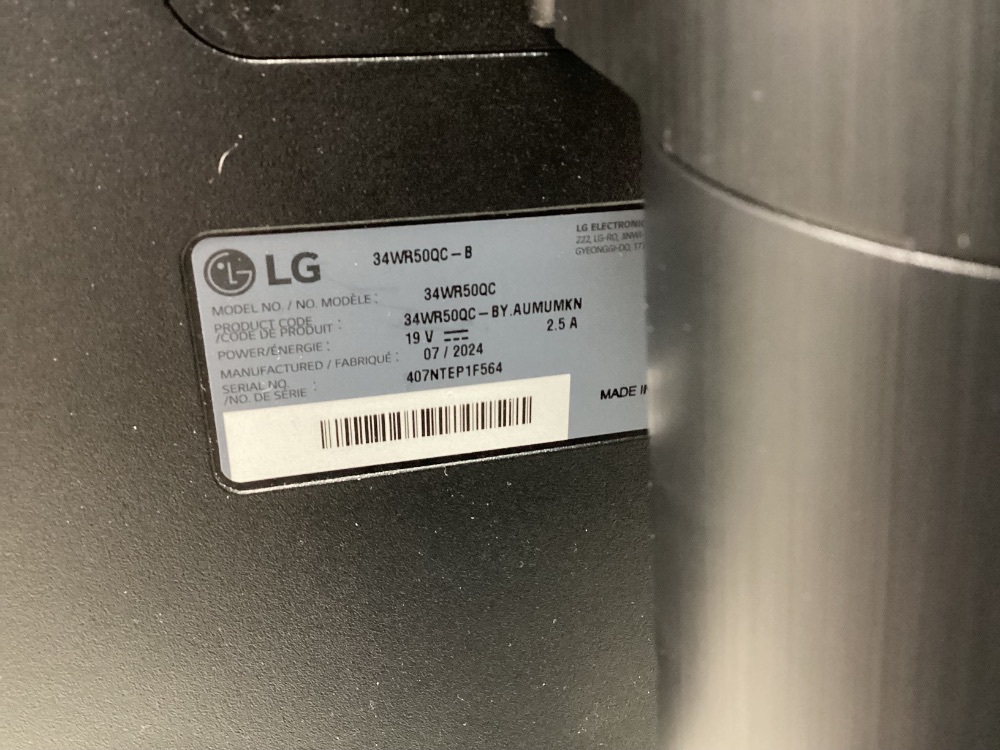 LG
34WR50QC-B
LG ELECTRONIC
222, LG-RO, JINWI-
GYEONGGI-DO, 177
MODEL NO. / NO. MODÈLE : 34WR50QC
PRODUCT CODE
/CODE DE PRODUIT : 34WR50QC-BY.AUMUMKN
POWER/ÉNERGIE : 19 V 2.5 A
MANUFACTURED / FABRIQUÉ : 07 / 2024
SERIAL NO.
/NO. DE SÉRIE : 407NTEP1F564
MADE IN